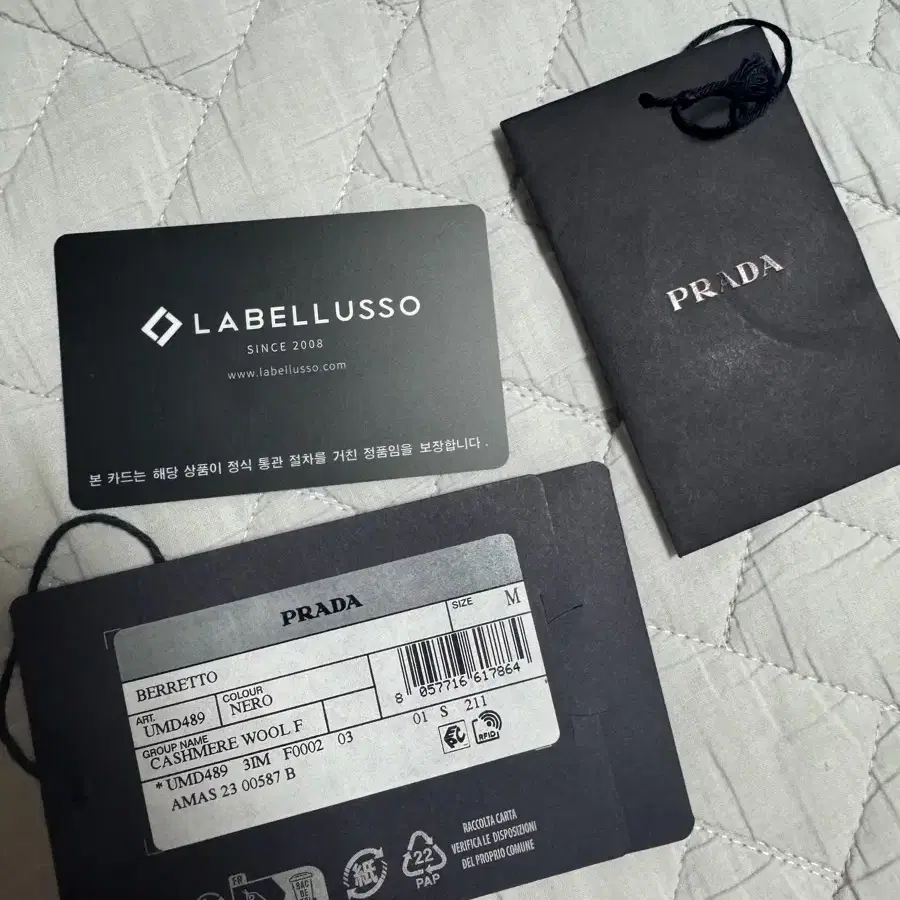 PRADA
LABELLUSSO
SINCE 2008
www.labellusso.com
본 카드는 해당 상품이 정식 통관 절차를 거친 정품임을 보장합니다.
PRADA
SIZE M
BERRETTO
8 057716 617864
ART. UMD489
COLOUR NERO
GROUP NAME
CASHMERE WOOL F
01 S 211
*UMD489 3IM F0002 03
AMAS 23 00587 B
RFID
RACCOLTA CARTA
VERIFICA LE DISPOSIZIONI
DEL PROPRIO COMUNE
FR
BAC
DE
紙
22
PAP